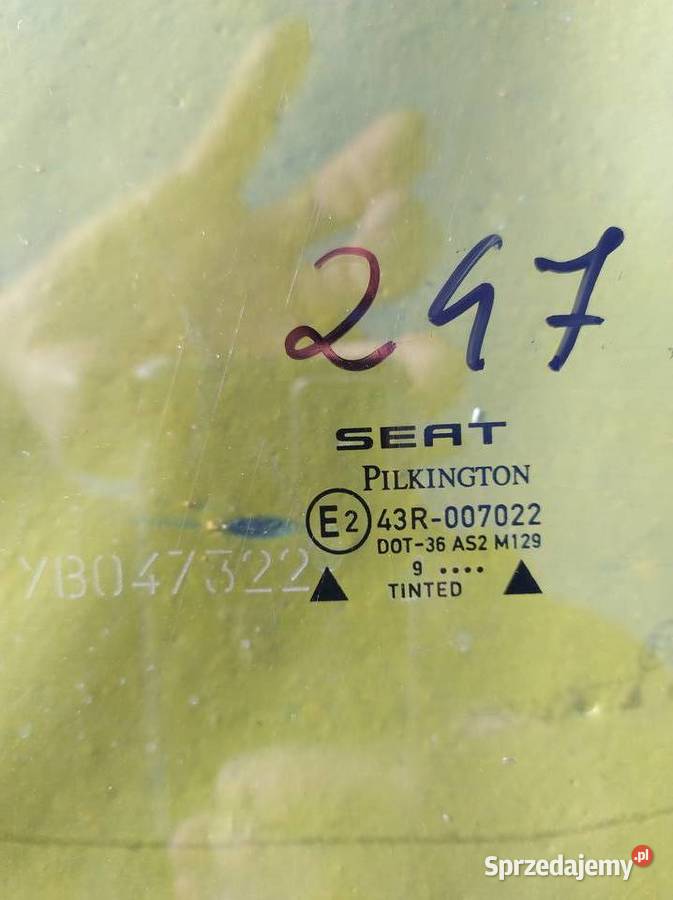 247
SEAT
PILKINGTON
E2 43R-007022
DOT-36 AS2 M129
YB047322
9 ....
TINTED
Sprzedajemy.pl